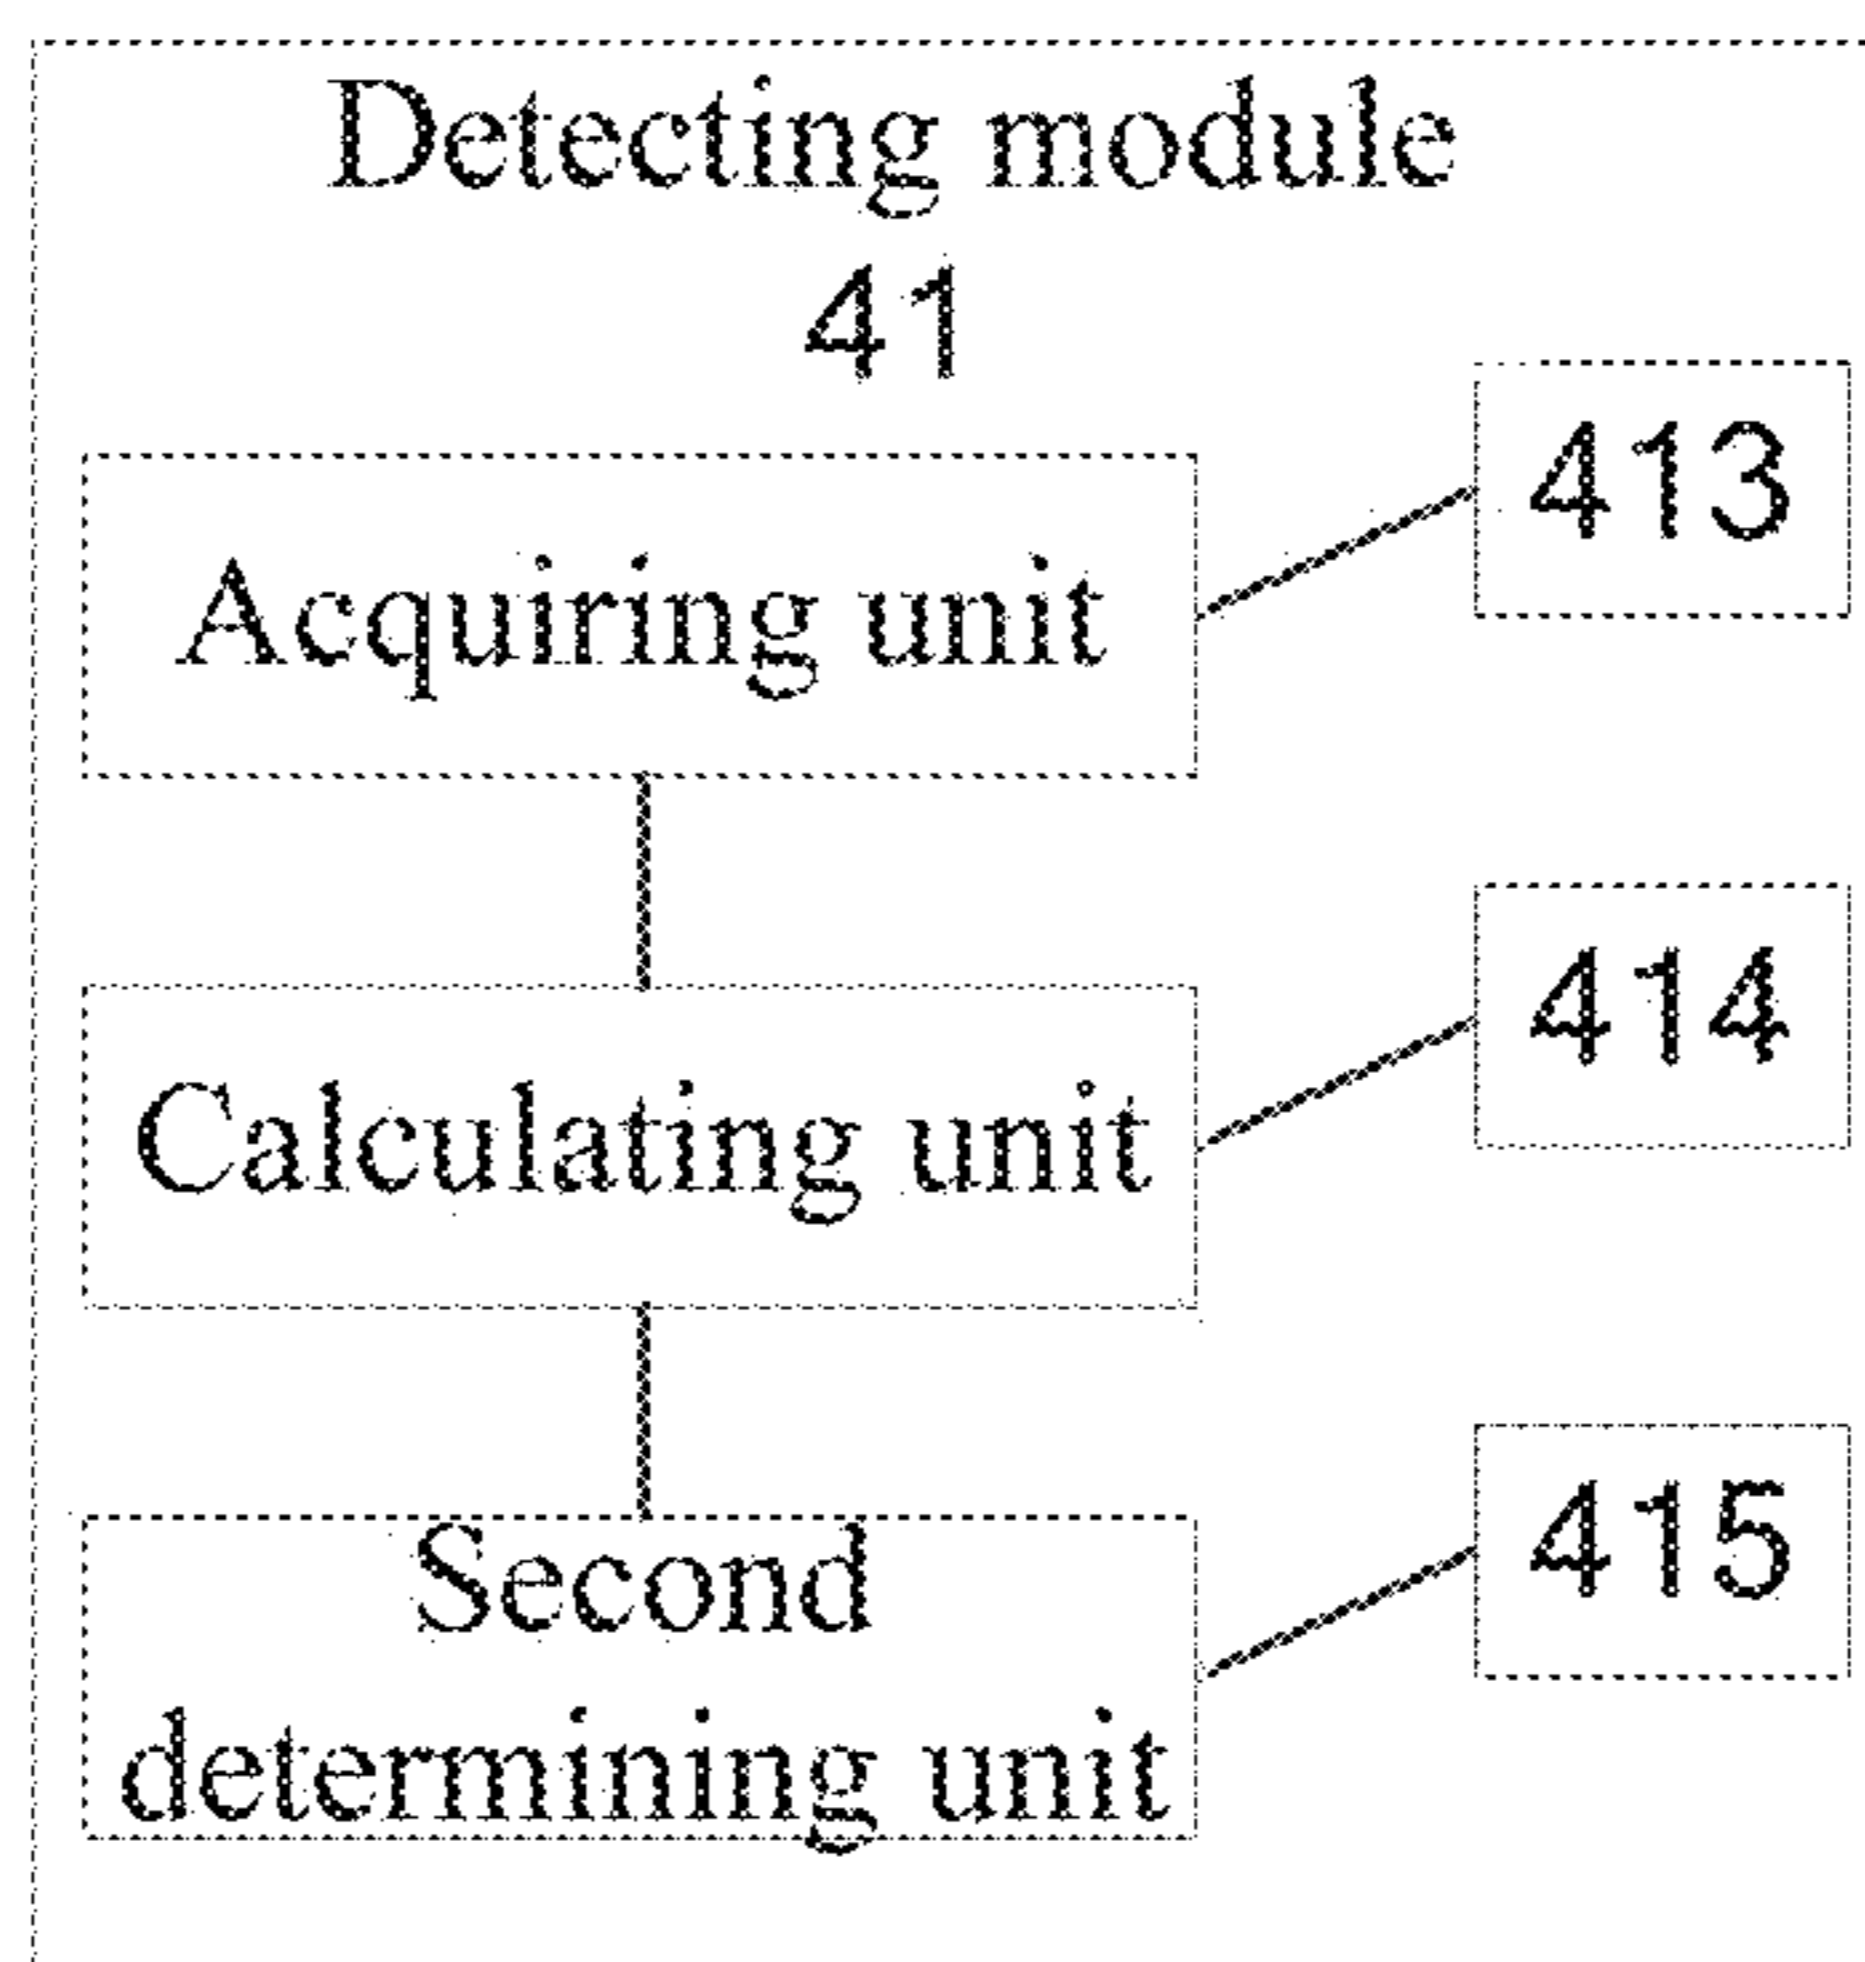 Detecting module
41
413
Acquiring unit
414
Calculating unit
415
Second
determining unit